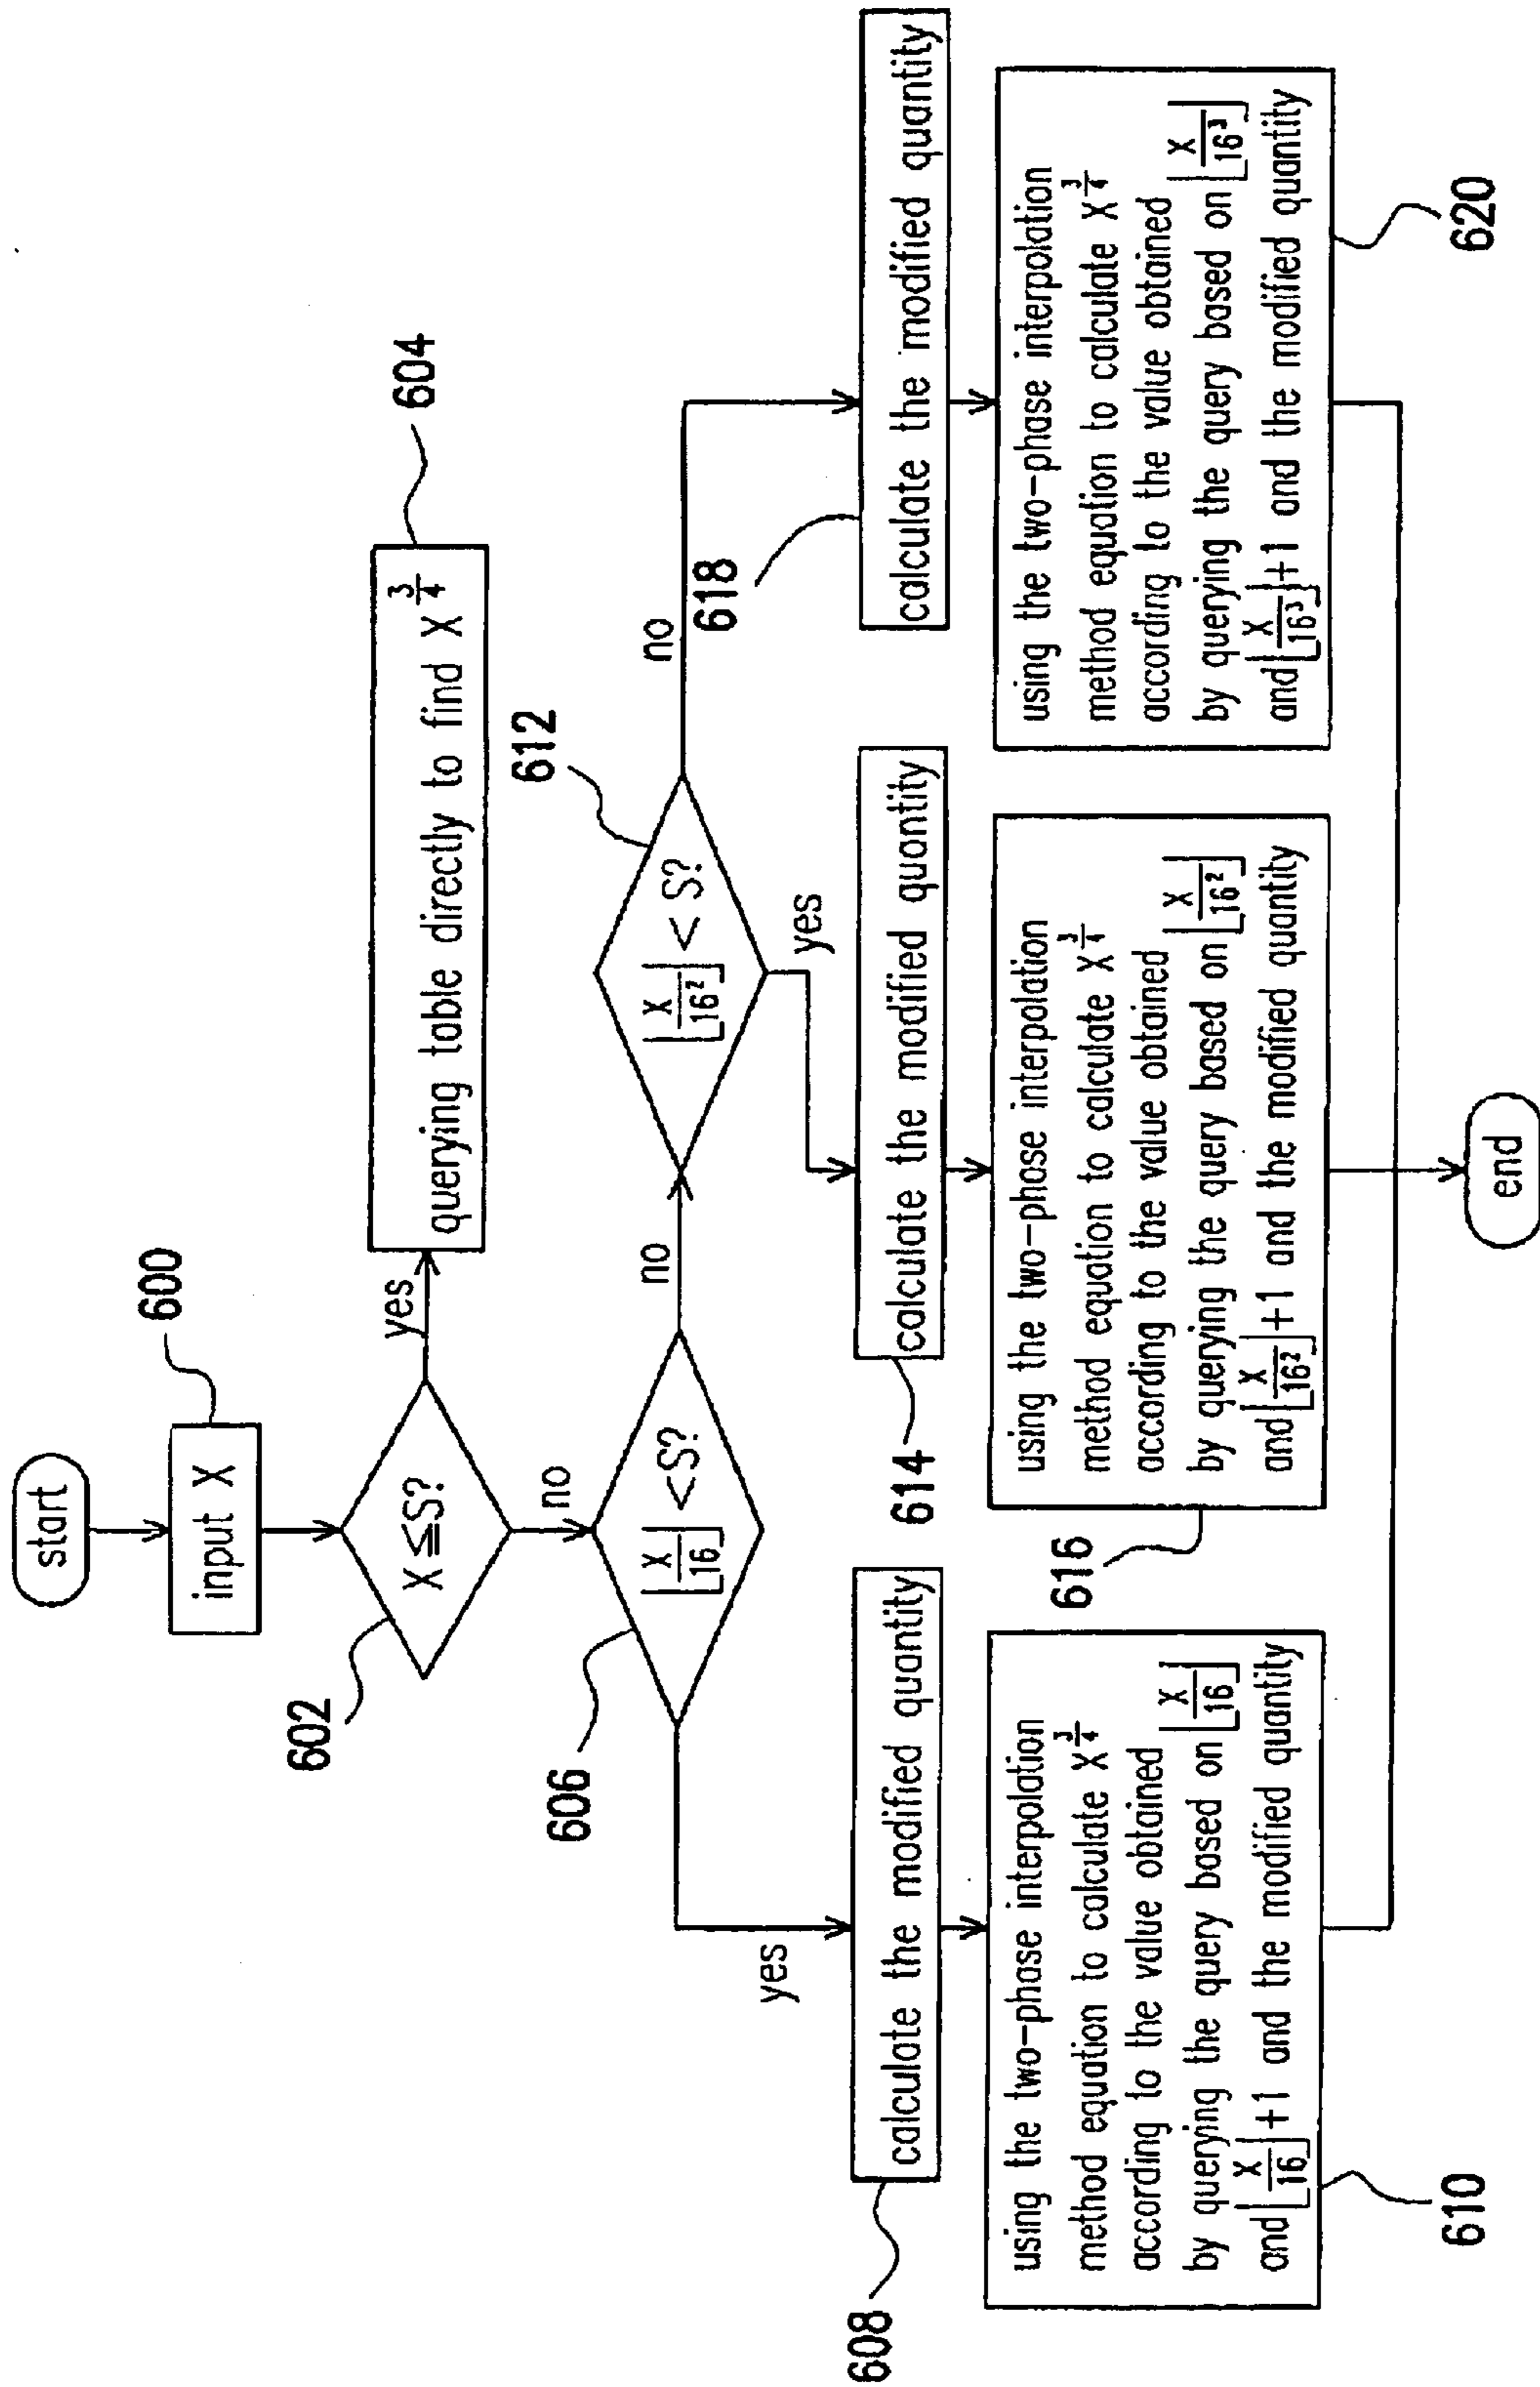 start
600
input X
602
X ≦S?
yes
604
querying table directly to find X^{3/4}
no
606
⌊X/16⌋ <S?
no
612
⌊X/16²⌋ < S?
no
yes
yes
608
calculate the modified quantity
614
calculate the modified quantity
618
calculate the modified quantity
using the two-phase interpolation
method equation to calculate X^{3/4}
according to the value obtained
by querying the query based on ⌊X/16⌋
and ⌊X/16⌋+1 and the modified quantity
610
616
using the two-phase interpolation
method equation to calculate X^{3/4}
according to the value obtained
by querying the query based on ⌊X/16²⌋
and ⌊X/16²⌋+1 and the modified quantity
using the two-phase interpolation
method equation to calculate X^{3/4}
according to the value obtained
by querying the query based on ⌊X/16³⌋
and ⌊X/16³⌋+1 and the modified quantity
620
end